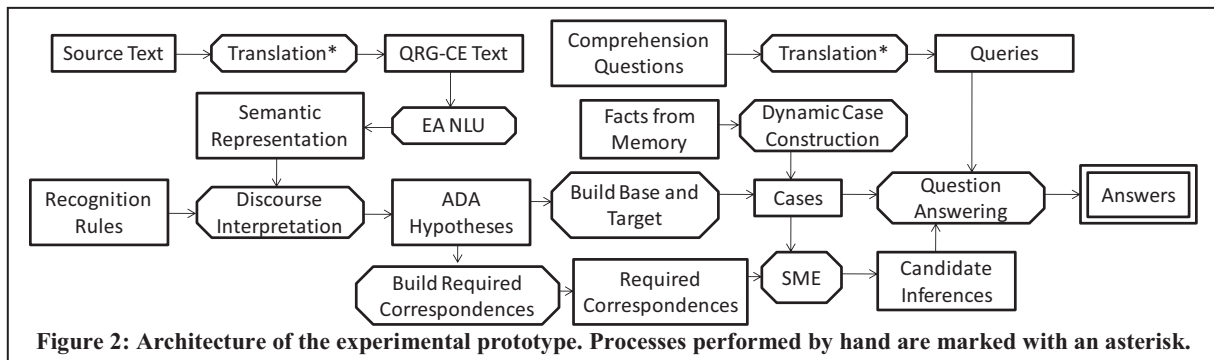 Source Text
Translation*
QRG-CE Text
Comprehension
Questions
Translation*
Queries
Semantic
Representation
EA NLU
Facts from
Memory
Dynamic Case
Construction
Recognition
Rules
Discourse
Interpretation
ADA
Hypotheses
Build Base and
Target
Cases
Question
Answering
Answers
Build Required
Correspondences
Required
Correspondences
SME
Candidate
Inferences
Figure 2: Architecture of the experimental prototype. Processes performed by hand are marked with an asterisk.